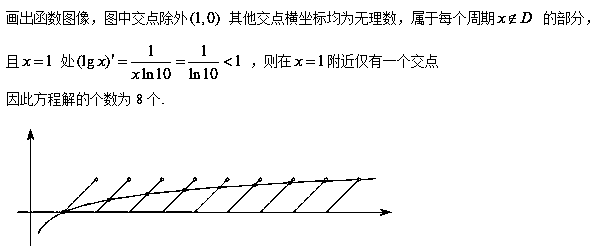 画出函数图像，图中交点除外(1,0) 其他交点横坐标均为无理数，属于每个周期x∉D 的部分，
且x=1 处(lg x)'=1/(x ln10)=1/ln10<1 ，则在x=1附近仅有一个交点
因此方程解的个数为8个.